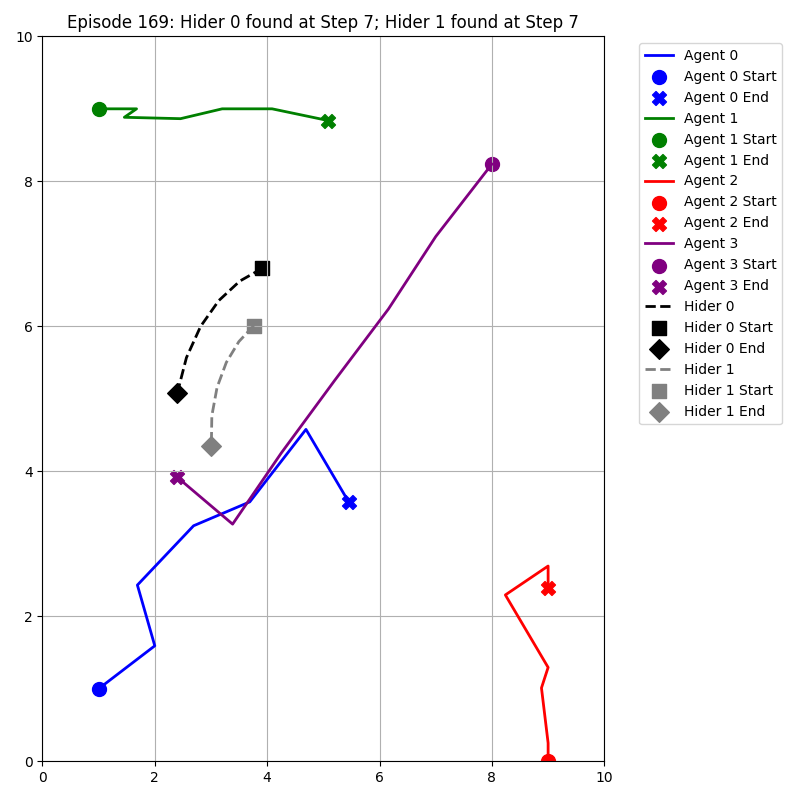 Episode 169: Hider 0 found at Step 7; Hider 1 found at Step 7
10
8
6
4
2
0
0 2 4 6 8 10
Agent 0
Agent 0 Start
Agent 0 End
Agent 1
Agent 1 Start
Agent 1 End
Agent 2
Agent 2 Start
Agent 2 End
Agent 3
Agent 3 Start
Agent 3 End
Hider 0
Hider 0 Start
Hider 0 End
Hider 1
Hider 1 Start
Hider 1 End